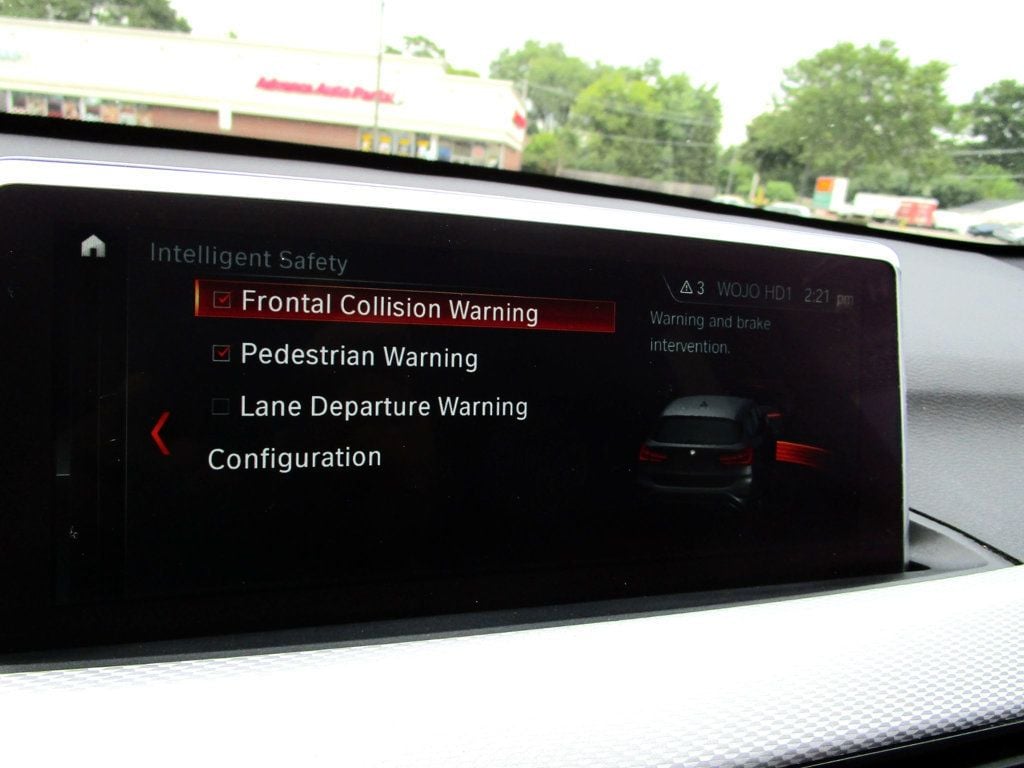 Advance Auto Parts
Intelligent Safety
3 WOJO HD1 2:21 pm
Frontal Collision Warning
Warning and brake
intervention.
Pedestrian Warning
Lane Departure Warning
Configuration